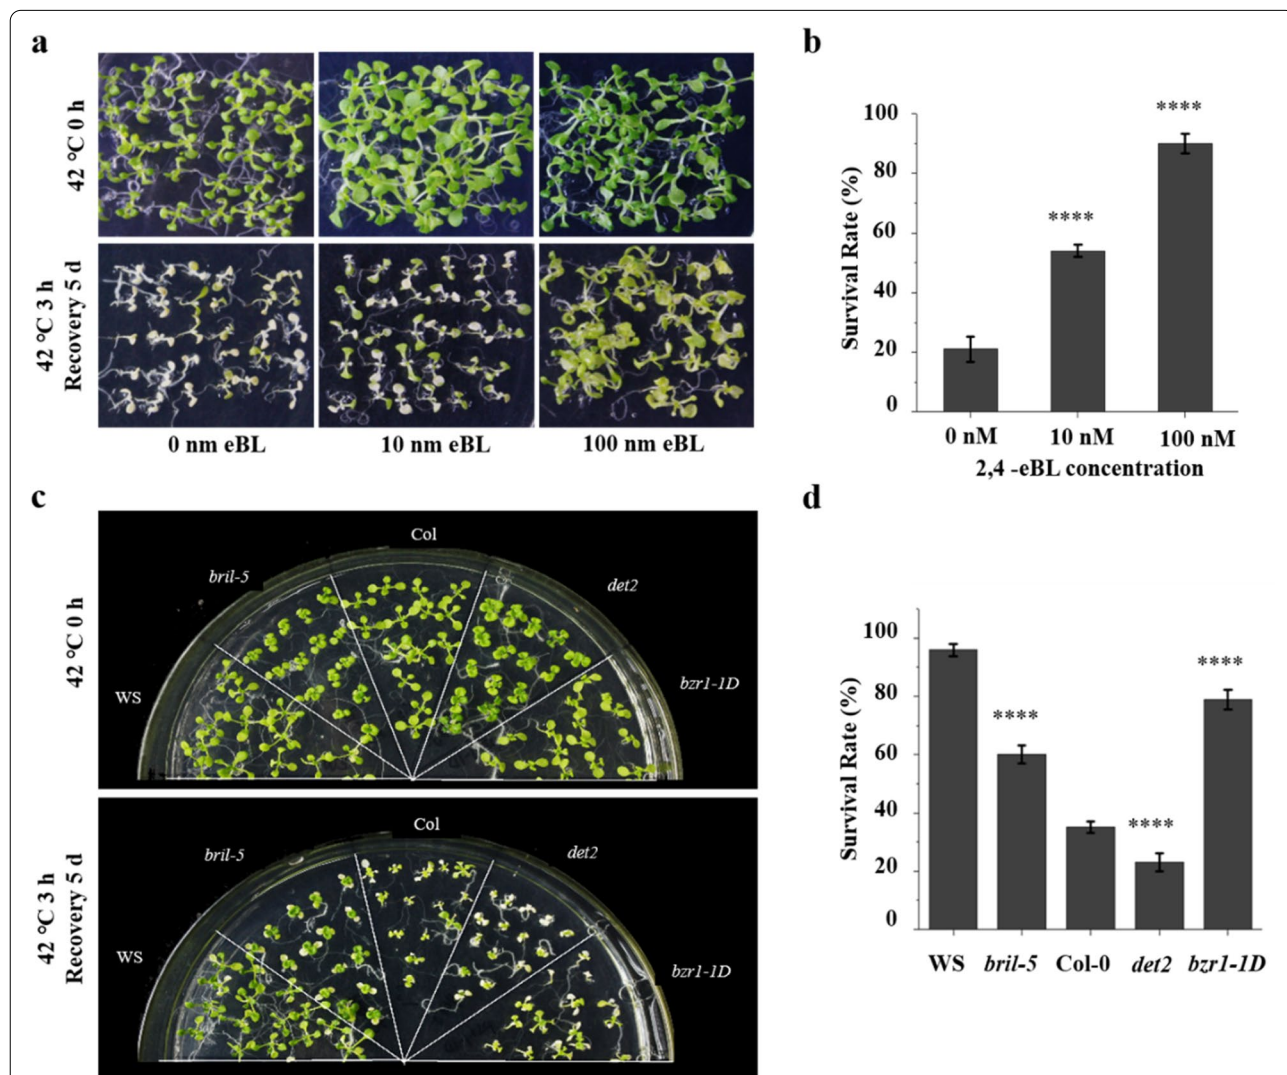 a
42 °C 0 h
42 °C 3 h
Recovery 5 d
0 nm eBL
10 nm eBL
100 nm eBL
b
Survival Rate (%)
100
80
60
40
20
0
****
****
0 nM
10 nM
100 nM
2,4 -eBL concentration
c
42 °C 0 h
WS
bril-5
Col
det2
bzr1-1D
42 °C 3 h
Recovery 5 d
WS
bril-5
Col
det2
bzr1-1D
d
Survival Rate (%)
100
80
60
40
20
0
****
****
****
WS
bril-5
Col-0
det2
bzr1-1D